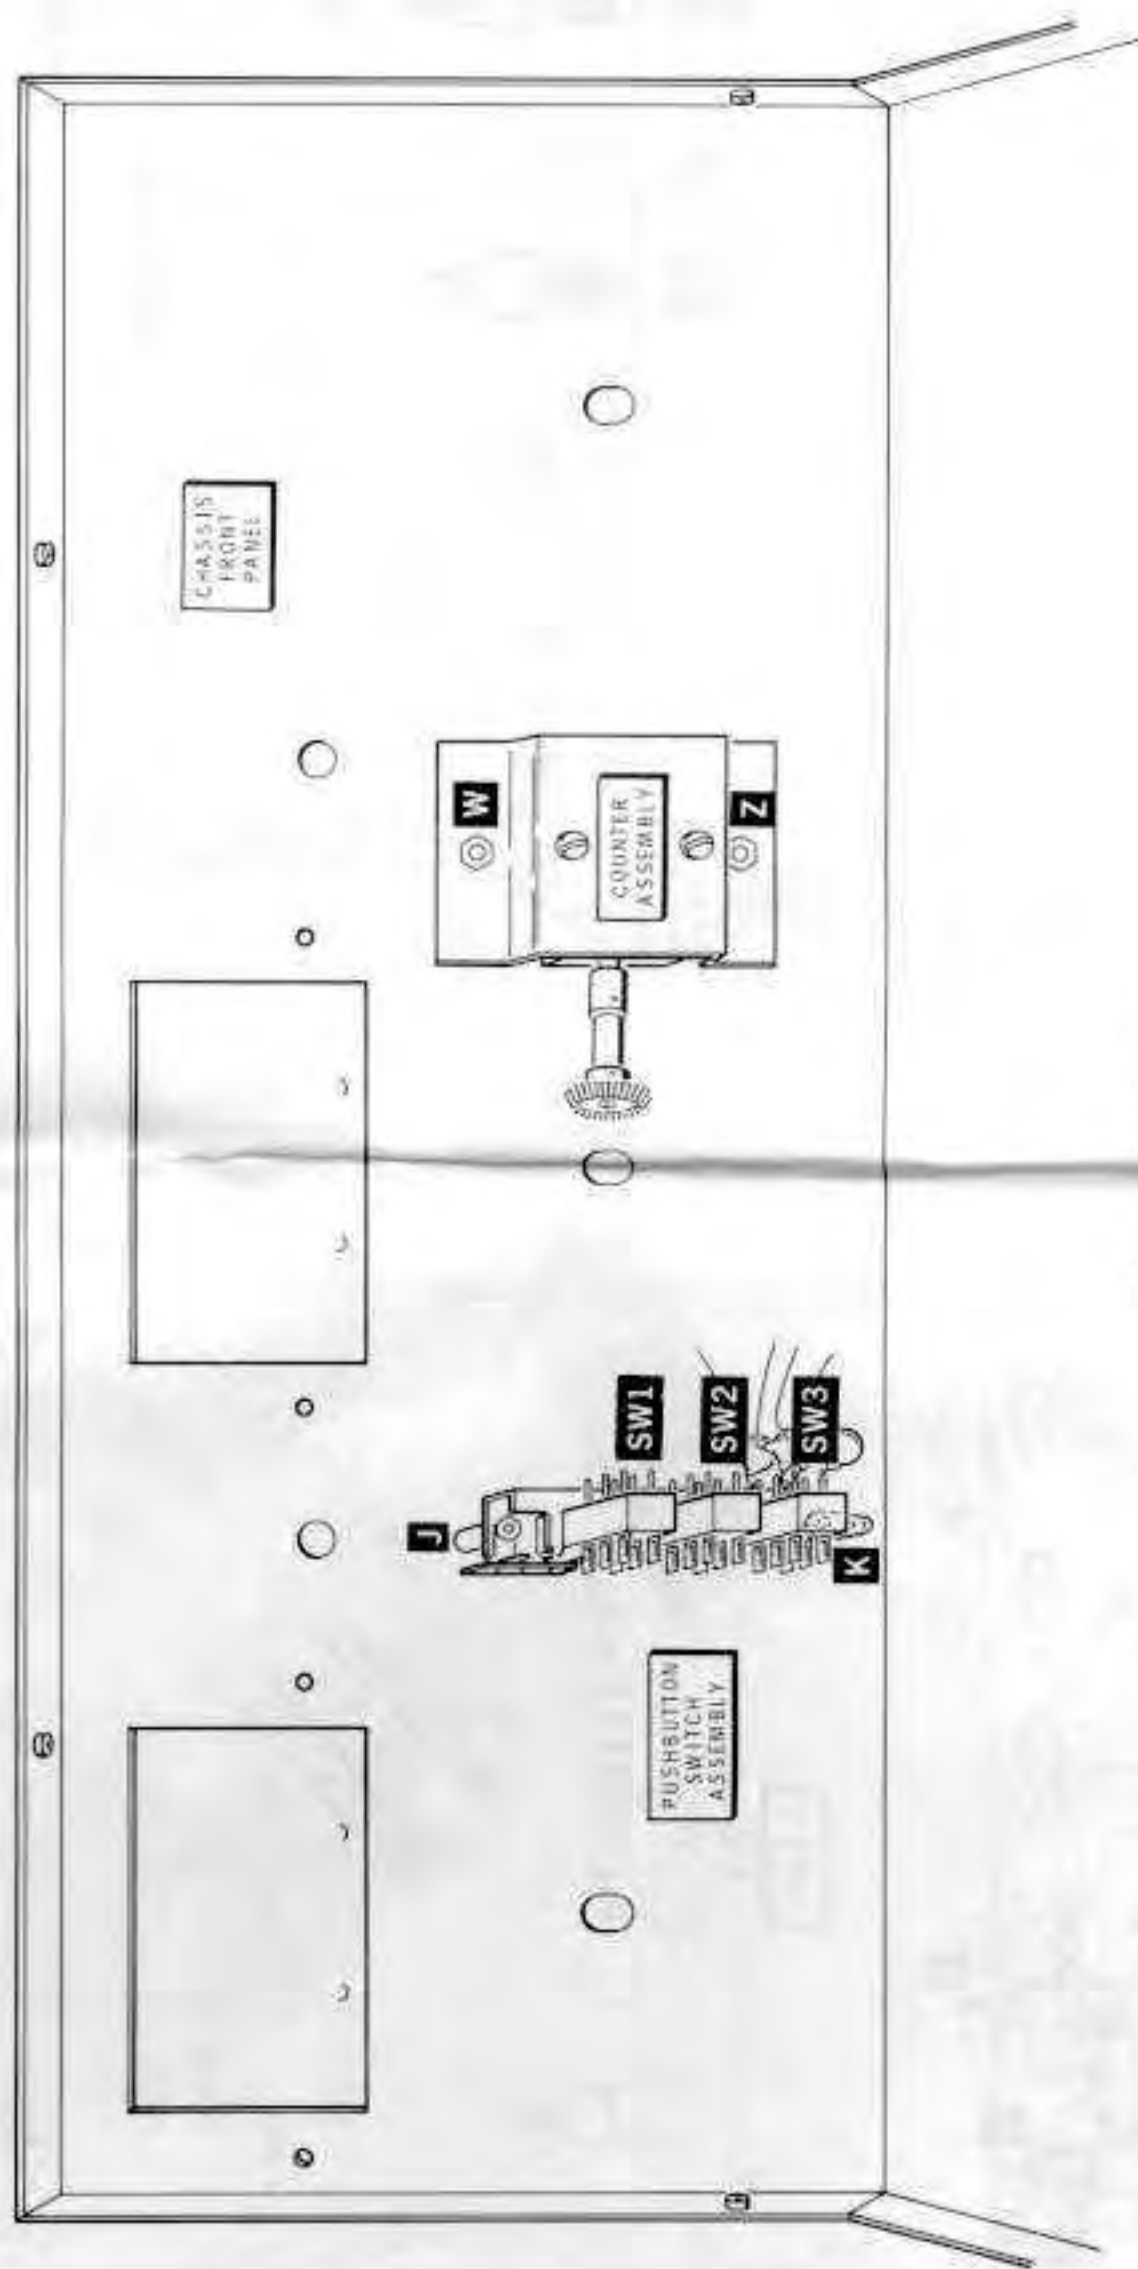 CHASSIS
FRONT
PANEL
W
COUNTER
ASSEMBLY
Z
J
SW1
SW2
SW3
K
PUSHBUTTON
SWITCH
ASSEMBLY